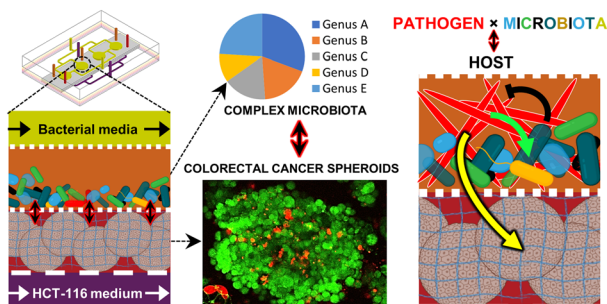 Bacterial media
HCT-116 medium
Genus A
Genus B
Genus C
Genus D
Genus E
COMPLEX MICROBIOTA
COLORECTAL CANCER SPHEROIDS
PATHOGEN × MICROBIOTA
HOST